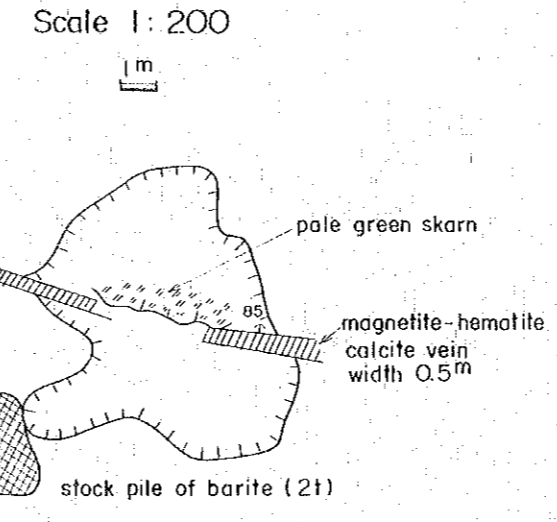 Scale 1:200
1 m
pale green skarn
85
magnetite-hematite
calcite vein
width 0.5m
stock pile of barite (2t)